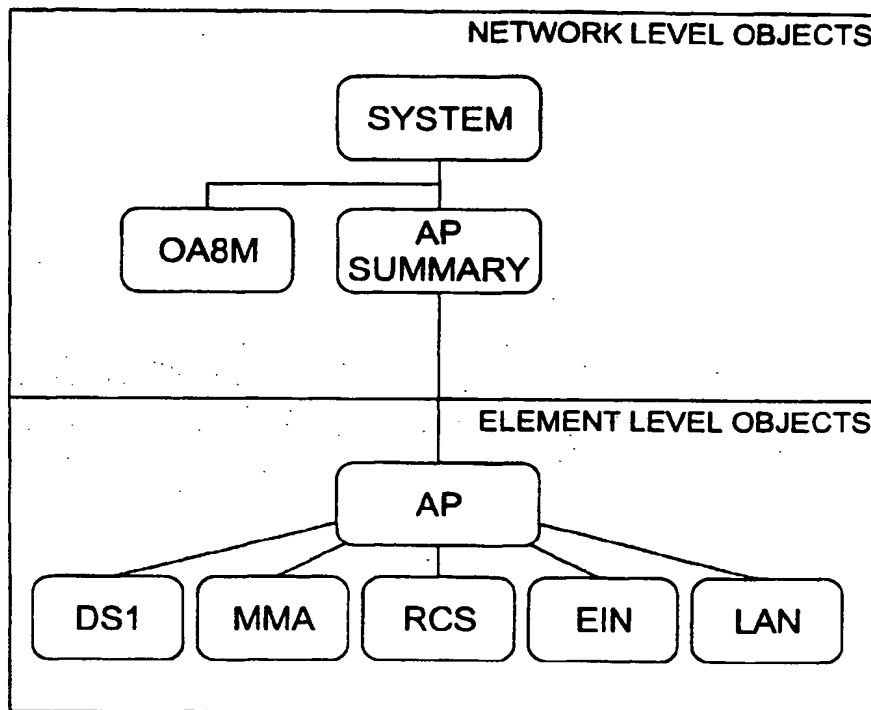 NETWORK LEVEL OBJECTS
SYSTEM
OA8M
AP
SUMMARY
ELEMENT LEVEL OBJECTS
AP
DS1
MMA
RCS
EIN
LAN